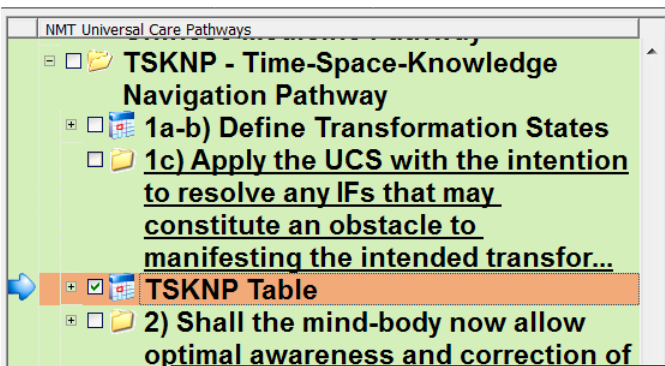 NMT Universal Care Pathways
TSKNP - Time-Space-Knowledge
Navigation Pathway
1a-b) Define Transformation States
1c) Apply the UCS with the intention
to resolve any IFs that may
constitute an obstacle to
manifesting the intended transfor...
TSKNP Table
2) Shall the mind-body now allow
optimal awareness and correction of